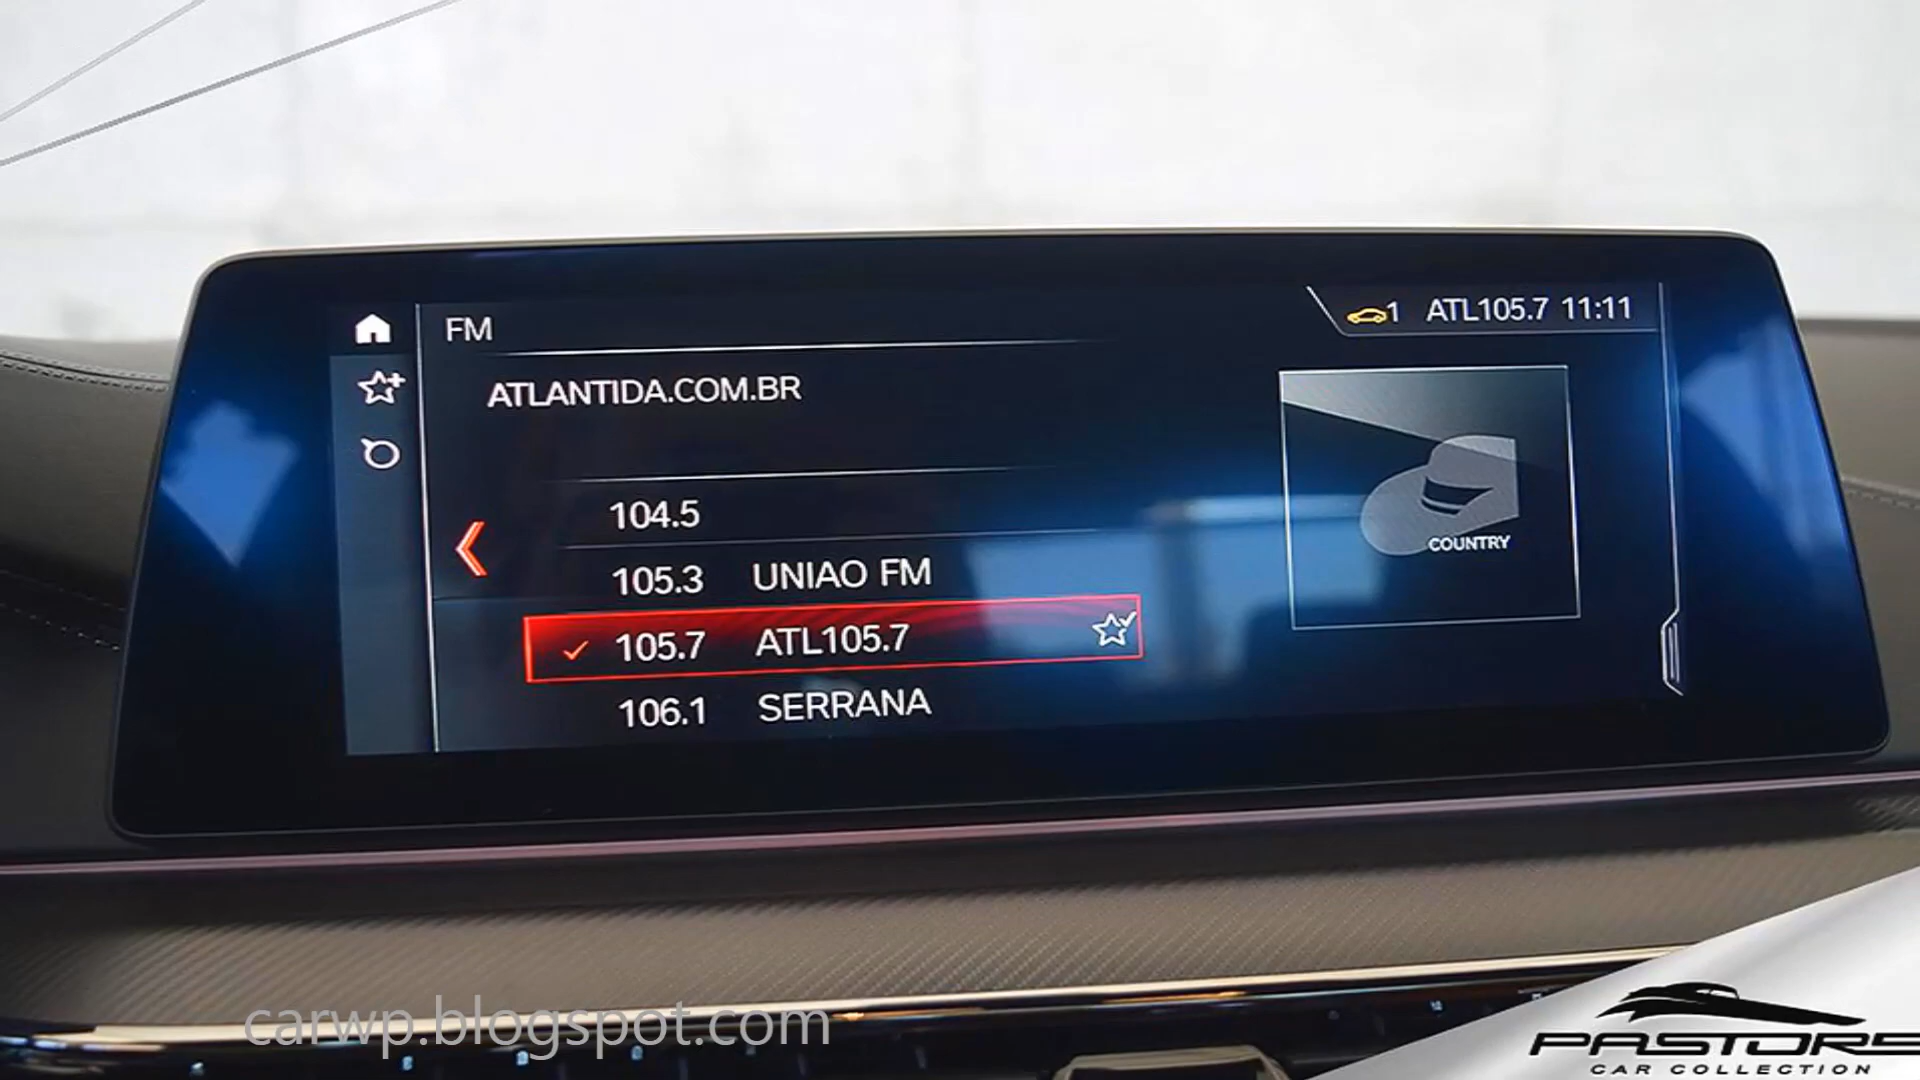 FM
1 ATL105.7 11:11
ATLANTIDA.COM.BR
104.5
105.3 UNIAO FM
105.7 ATL105.7
106.1 SERRANA
COUNTRY
carwp.blogspot.com
PASTORE
CAR COLLECTION